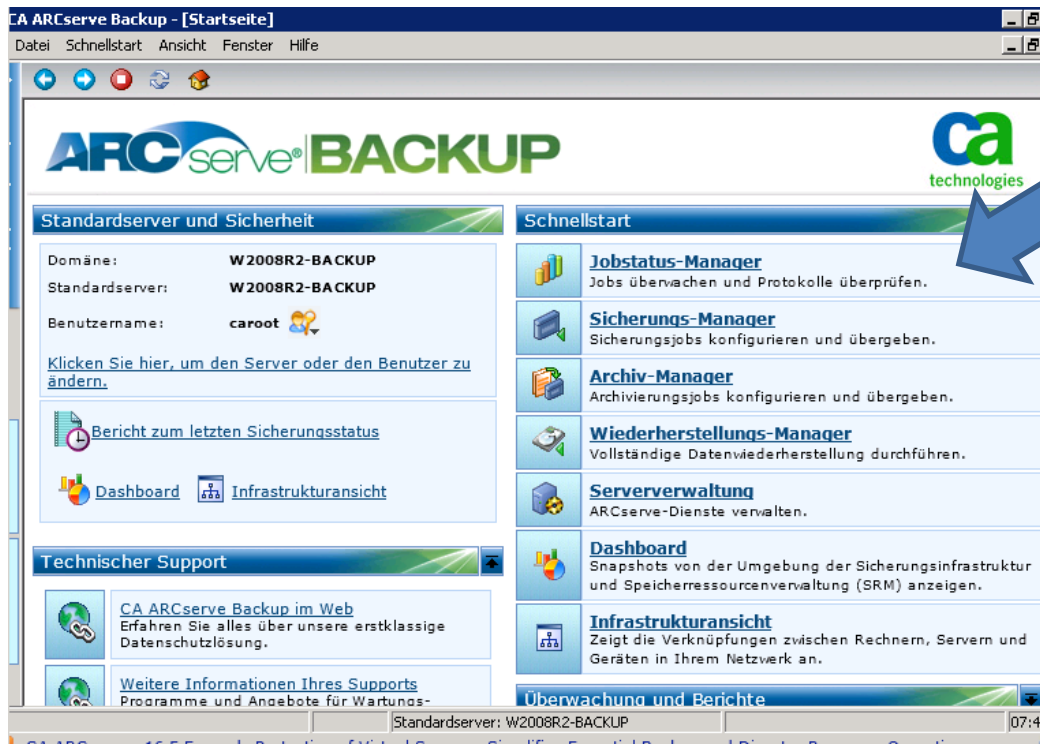 CA ARCserve Backup - [Startseite]
Datei Schnellstart Ansicht Fenster Hilfe
ARCserve® BACKUP
ca
technologies
Standardserver und Sicherheit
Domäne: W2008R2-BACKUP
Standardserver: W2008R2-BACKUP
Benutzername: caroot
Klicken Sie hier, um den Server oder den Benutzer zu
ändern.
Bericht zum letzten Sicherungsstatus
Dashboard Infrastrukturansicht
Technischer Support
CA ARCserve Backup im Web
Erfahren Sie alles über unsere erstklassige
Datenschutzlösung.
Weitere Informationen Ihres Supports
Programme und Angebote für Wartungs-
Schnellstart
Jobstatus-Manager
Jobs überwachen und Protokolle überprüfen.
Sicherungs-Manager
Sicherungsjobs konfigurieren und übergeben.
Archiv-Manager
Archivierungsjobs konfigurieren und übergeben.
Wiederherstellungs-Manager
Vollständige Datenwiederherstellung durchführen.
Serververwaltung
ARCserve-Dienste verwalten.
Dashboard
Snapshots von der Umgebung der Sicherungsinfrastruktur
und Speicherressourcenverwaltung (SRM) anzeigen.
Infrastrukturansicht
Zeigt die Verknüpfungen zwischen Rechnern, Servern und
Geräten in Ihrem Netzwerk an.
Überwachung und Berichte
Standardserver: W2008R2-BACKUP 07:4